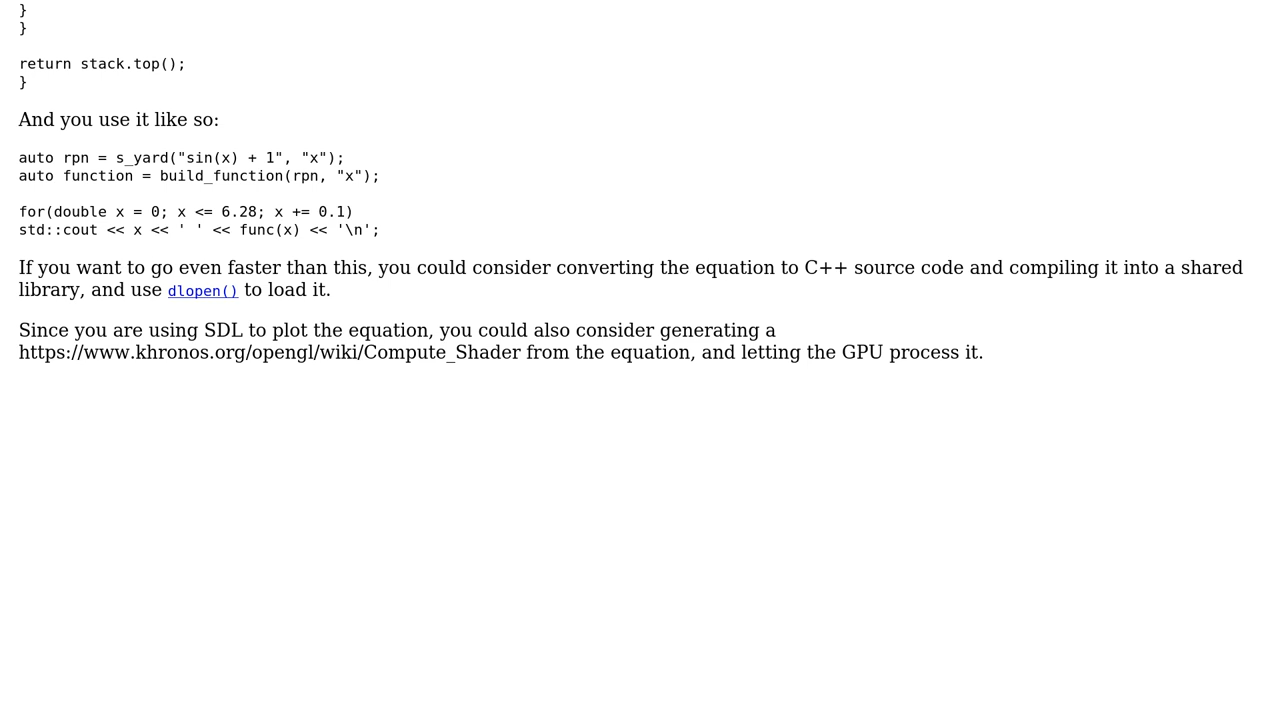 }
}
return stack.top();
}
And you use it like so:
auto rpn = s_yard("sin(x) + 1", "x");
auto function = build_function(rpn, "x");
for(double x = 0; x <= 6.28; x += 0.1)
std::cout << x << ' ' << func(x) << '\n';
If you want to go even faster than this, you could consider converting the equation to C++ source code and compiling it into a shared
library, and use dlopen() to load it.
Since you are using SDL to plot the equation, you could also consider generating a
https://www.khronos.org/opengl/wiki/Compute_Shader from the equation, and letting the GPU process it.